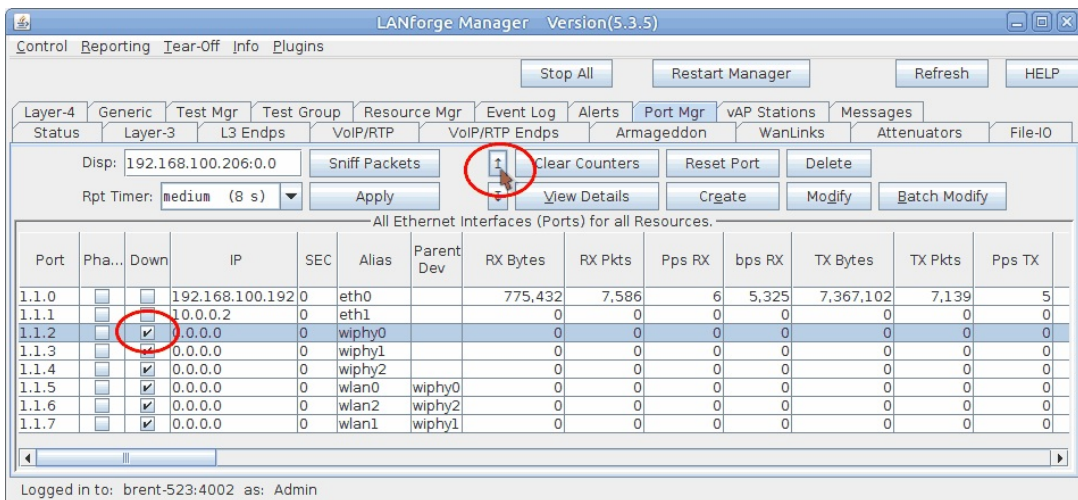 LANforge Manager Version(5.3.5)
Control Reporting Tear-Off Info Plugins
Stop All Restart Manager Refresh HELP
Layer-4 Generic Test Mgr Test Group Resource Mgr Event Log Alerts Port Mgr vAP Stations Messages
Status Layer-3 L3 Endps VoIP/RTP VoIP/RTP Endps Armageddon WanLinks Attenuators File-IO
Disp: 192.168.100.206:0.0 Sniff Packets ↑ Clear Counters Reset Port Delete
Rpt Timer: medium (8 s) Apply ↧ View Details Create Modify Batch Modify
All Ethernet Interfaces (Ports) for all Resources.
Port Pha... Down IP SEC Alias Parent Dev RX Bytes RX Pkts Pps RX bps RX TX Bytes TX Pkts Pps TX
1.1.0 192.168.100.192 0 eth0 775,432 7,586 6 5,325 7,367,102 7,139 5
1.1.1 10.0.0.2 0 eth1 0 0 0 0 0 0 0
1.1.2 0.0.0.0 0 wiphy0 0 0 0 0 0 0 0
1.1.3 0.0.0.0 0 wiphy1 0 0 0 0 0 0 0
1.1.4 0.0.0.0 0 wiphy2 0 0 0 0 0 0 0
1.1.5 0.0.0.0 0 wlan0 wiphy0 0 0 0 0 0 0 0
1.1.6 0.0.0.0 0 wlan2 wiphy2 0 0 0 0 0 0 0
1.1.7 0.0.0.0 0 wlan1 wiphy1 0 0 0 0 0 0 0
Logged in to: brent-523:4002 as: Admin